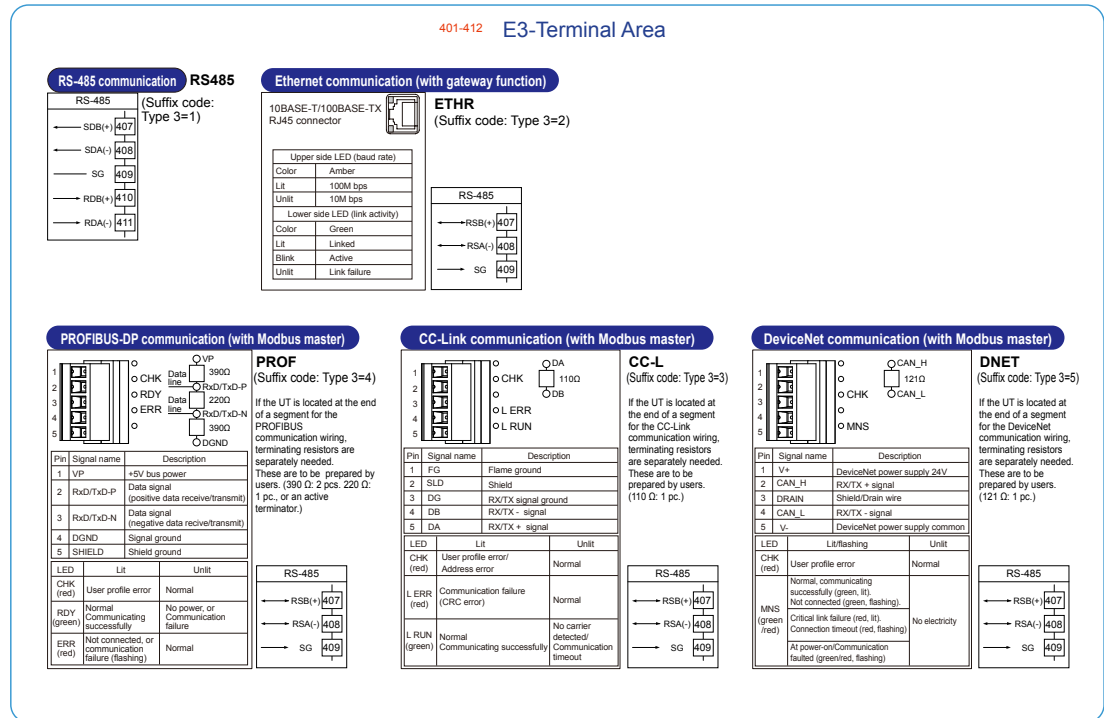 401-412 E3-Terminal Area
RS-485 communication RS485
RS-485
(Suffix code:
Type 3=1)
SDB(+) 407
SDA(-) 408
SG 409
RDB(+) 410
RDA(-) 411
Ethernet communication (with gateway function)
10BASE-T/100BASE-TX
RJ45 connector
ETHR
(Suffix code: Type 3=2)
Upper side LED (baud rate)
Color Amber
Lit 100M bps
Unlit 10M bps
Lower side LED (link activity)
Color Green
Lit Linked
Blink Active
Unlit Link failure
RS-485
RSB(+) 407
RSA(-) 408
SG 409
PROFIBUS-DP communication (with Modbus master)
1
2
3
4
5
CHK
RDY
ERR
VP
390Ω
Data line
RxD/TxD-P
220Ω
Data line
RxD/TxD-N
390Ω
DGND
PROF
(Suffix code: Type 3=4)
If the UT is located at the end
of a segment for the
PROFIBUS
communication wiring,
terminating resistors are
separately needed.
These are to be prepared by
users. (390 Ω: 2 pcs. 220 Ω:
1 pc., or an active
terminator.)
Pin Signal name Description
1 VP +5V bus power
2 RxD/TxD-P Data signal
(positive data receive/transmit)
3 RxD/TxD-N Data signal
(negative data recive/transmit)
4 DGND Signal ground
5 SHIELD Shield ground
LED Lit Unlit
CHK
(red) User profile error Normal
RDY
(green) Normal
Communicating
successfully No power, or
Communication
failure
ERR
(red) Not connected, or
communication
failure (flashing) Normal
RS-485
RSB(+) 407
RSA(-) 408
SG 409
CC-Link communication (with Modbus master)
1
2
3
4
5
CHK
L ERR
L RUN
DA
110Ω
DB
CC-L
(Suffix code: Type 3=3)
If the UT is located at
the end of a segment
for the CC-Link
communication wiring,
terminating resistors
are separately needed.
These are to be
prepared by users.
(110 Ω: 1 pc.)
Pin Signal name Description
1 FG Flame ground
2 SLD Shield
3 DG RX/TX signal ground
4 DB RX/TX - signal
5 DA RX/TX + signal
LED Lit Unlit
CHK
(red) User profile error/
Address error Normal
L ERR
(red) Communication failure
(CRC error) Normal
L RUN
(green) Normal
Communicating successfully No carrier
detected/
Communication
timeout
RS-485
RSB(+) 407
RSA(-) 408
SG 409
DeviceNet communication (with Modbus master)
1
2
3
4
5
CHK
MNS
CAN_H
121Ω
CAN_L
DNET
(Suffix code: Type 3=5)
If the UT is located at
the end of a segment
for the DeviceNet
communication wiring,
terminating resistors
are separately needed.
These are to be
prepared by users.
(121 Ω: 1 pc.)
Pin Signal name Description
1 V+ DeviceNet power supply 24V
2 CAN_H RX/TX + signal
3 DRAIN Shield/Drain wire
4 CAN_L RX/TX - signal
5 V- DeviceNet power supply common
LED Lit/flashing Unlit
CHK
(red) User profile error Normal
MNS
(green
/red) Normal, communicating
successfully (green, lit).
Not connected (green, flashing).
Critical link failure (red, lit).
Connection timeout (red, flashing)
At power-on/Communication
faulted (green/red, flashing)
No electricity
RS-485
RSB(+) 407
RSA(-) 408
SG 409